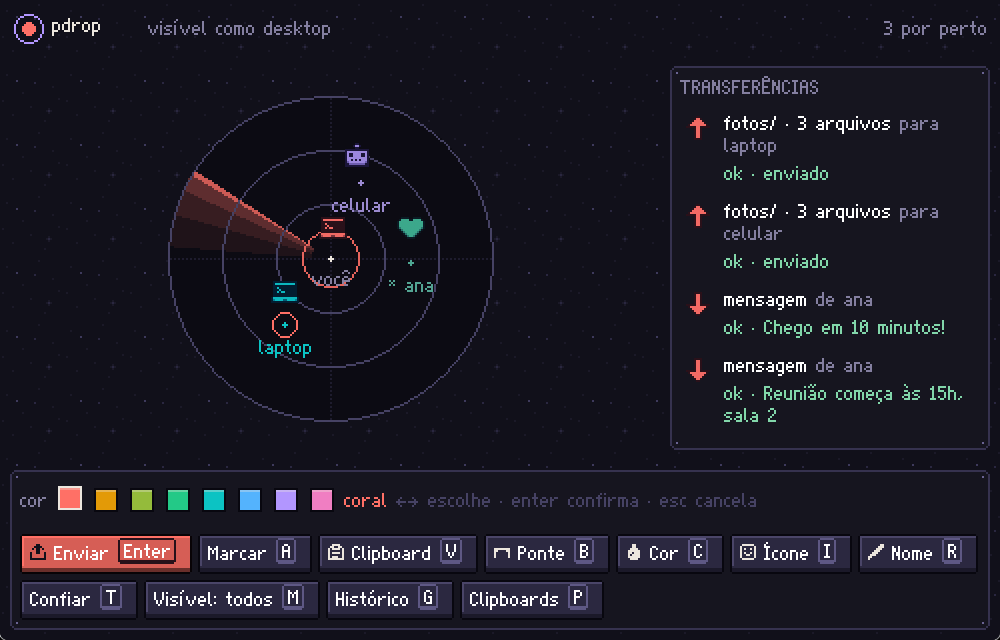 pdrop
visível como desktop
3 por perto
TRANSFERÊNCIAS
fotos/ · 3 arquivos para
laptop
ok · enviado
fotos/ · 3 arquivos para
celular
ok · enviado
mensagem de ana
ok · Chego em 10 minutos!
mensagem de ana
ok · Reunião começa às 15h,
sala 2
celular
você
× ana
laptop
cor coral ↔ escolhe · enter confirma · esc cancela
Enviar Enter Marcar A Clipboard V Ponte B Cor C Ícone I Nome R
Confiar T Visível: todos M Histórico G Clipboards P